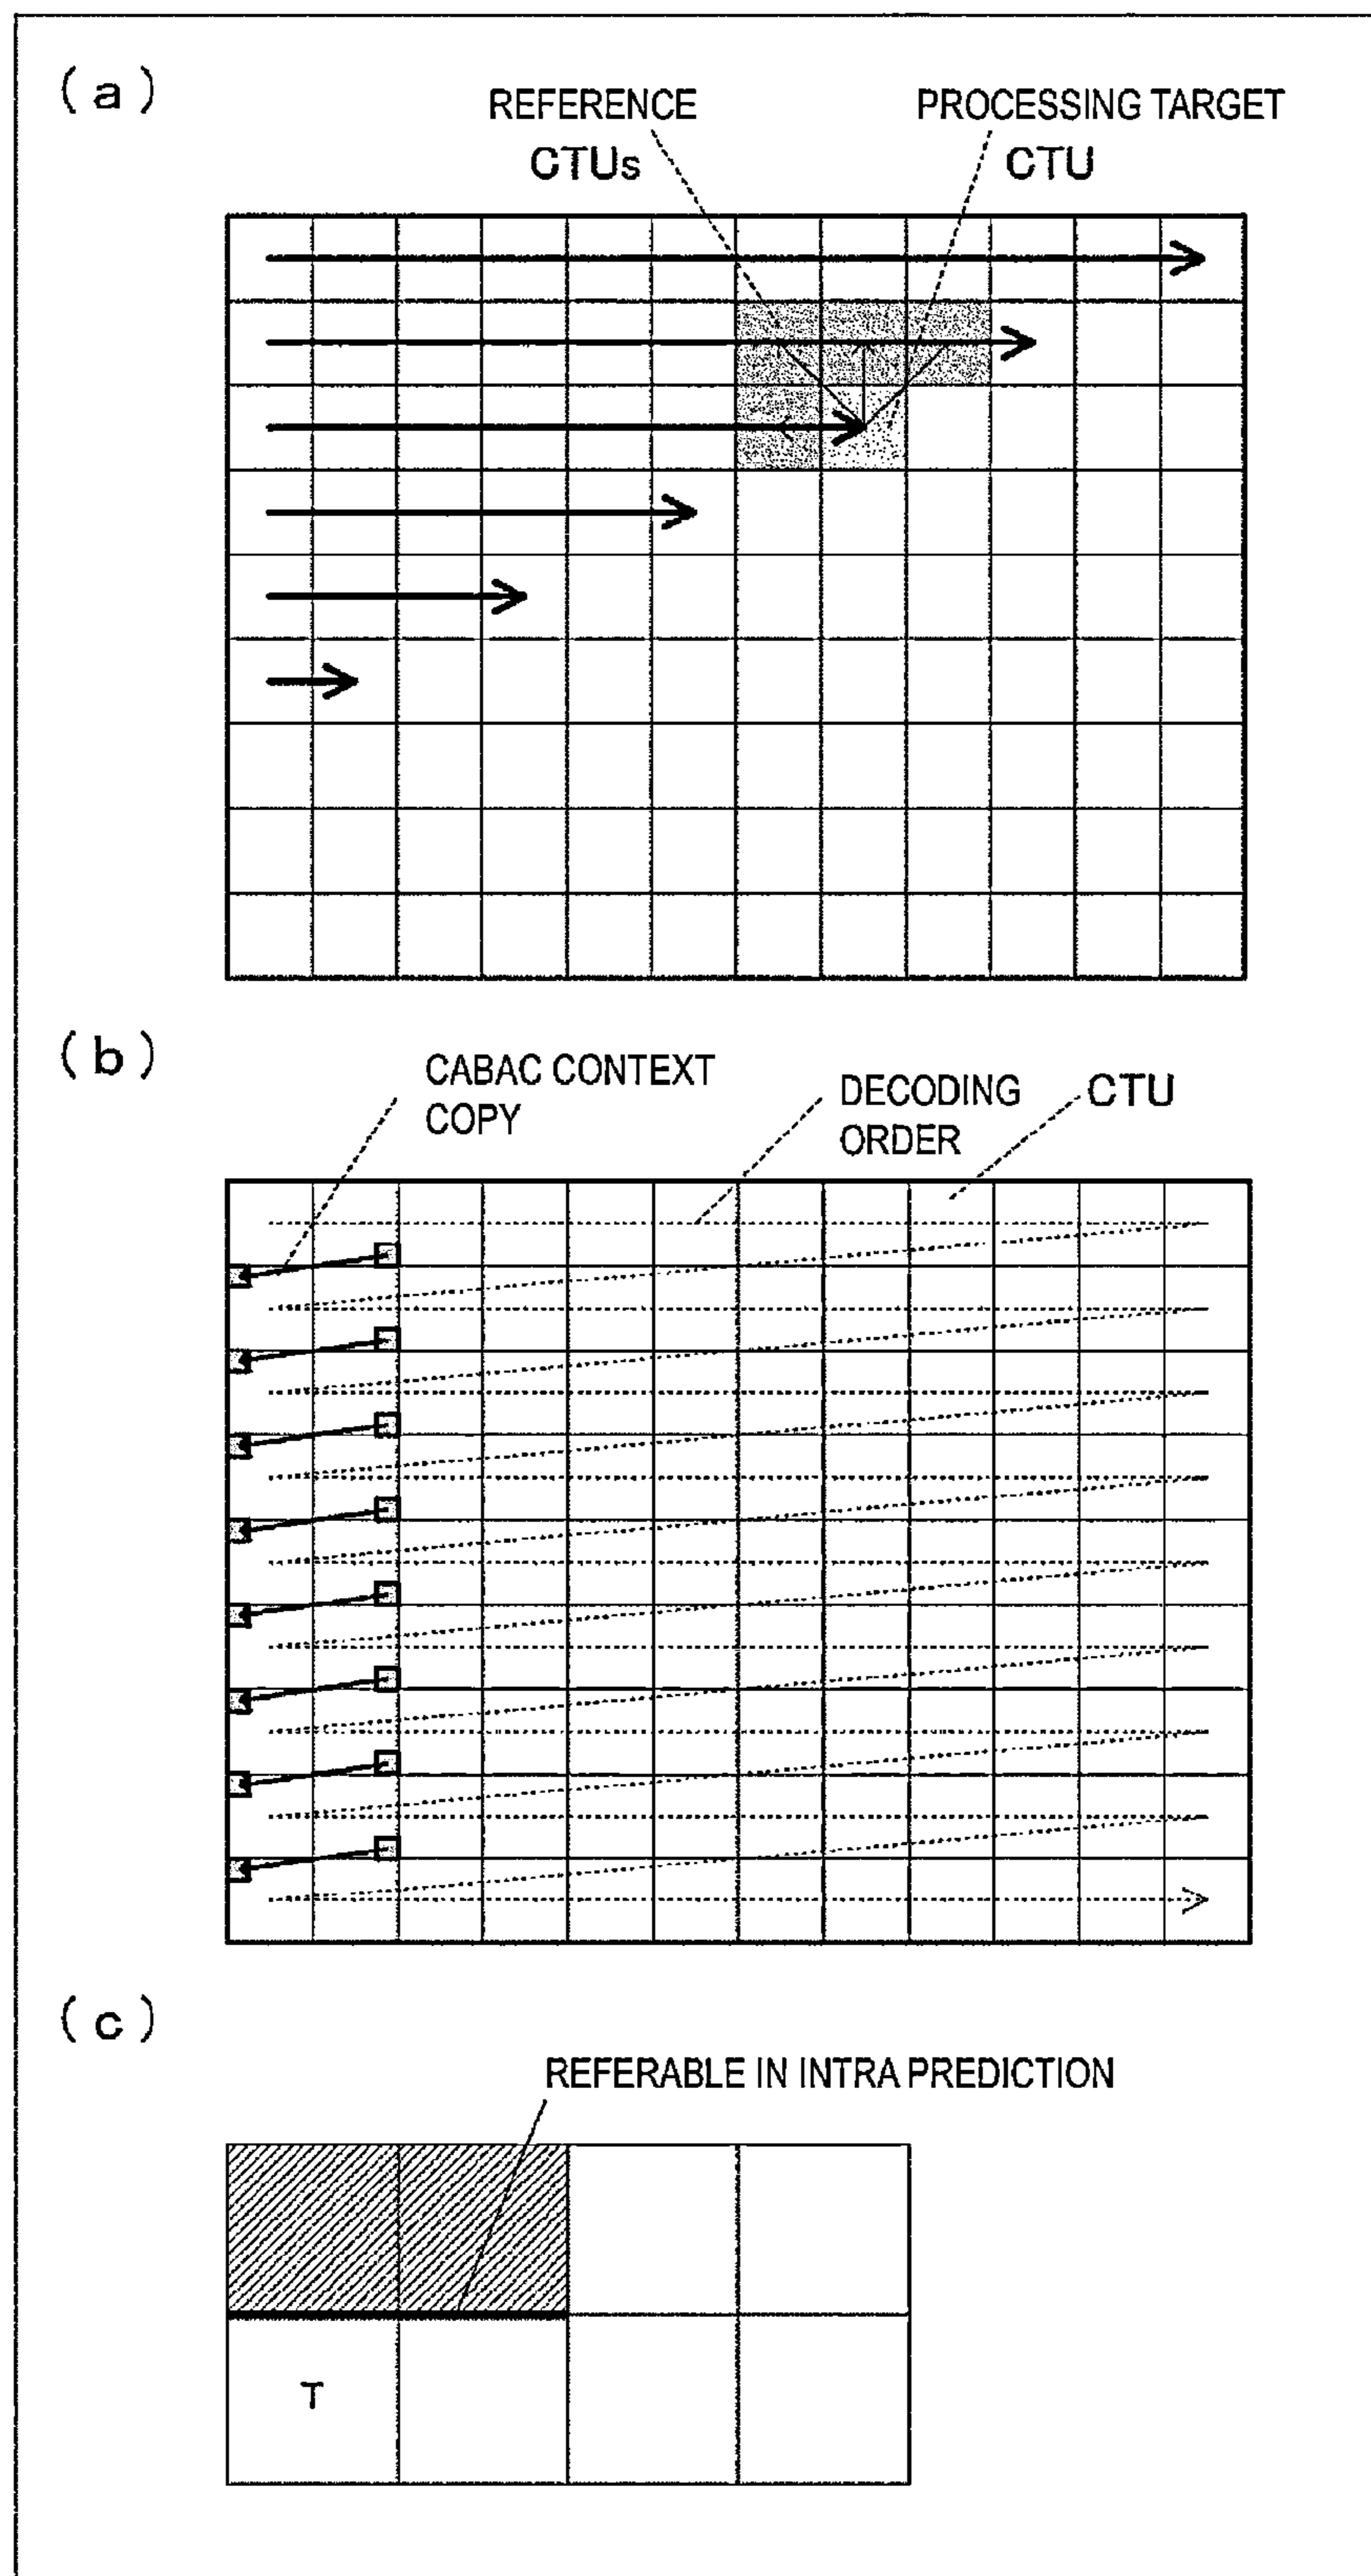 (a)
REFERENCE
CTUs
PROCESSING TARGET
CTU
(b)
CABAC CONTEXT
COPY
DECODING
ORDER
CTU
(c)
REFERABLE IN INTRA PREDICTION
T